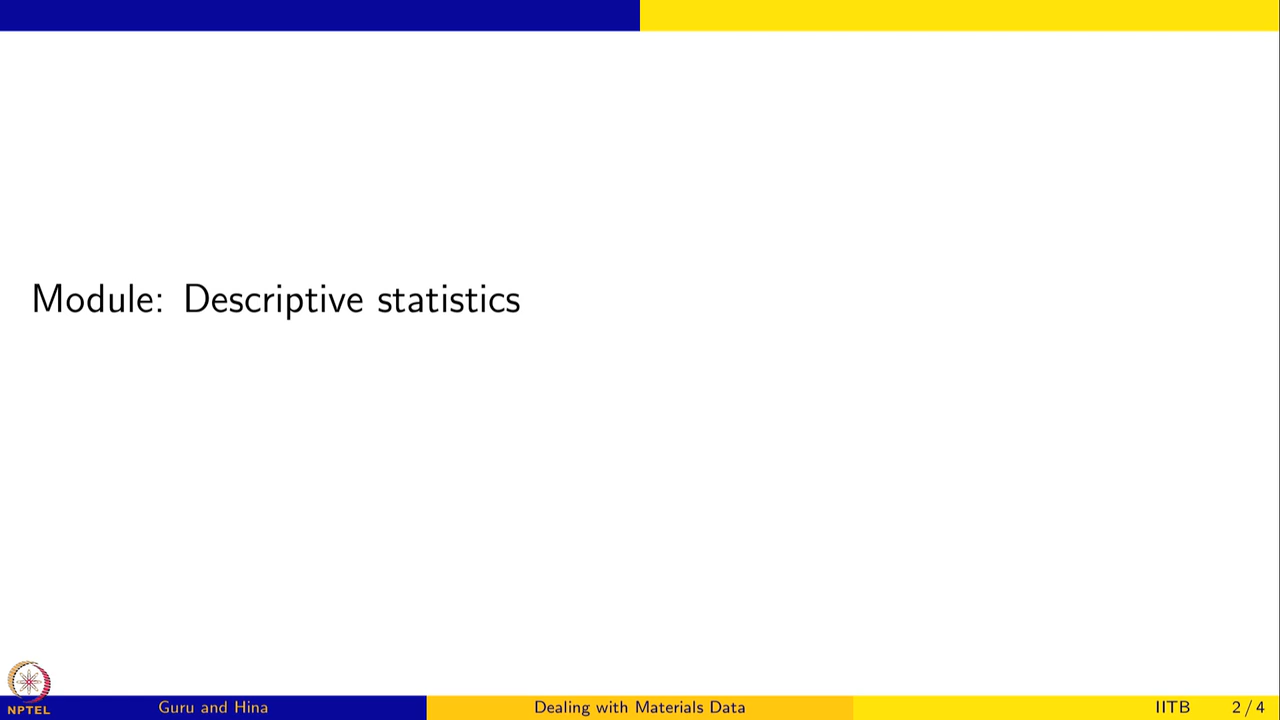 Module: Descriptive statistics
NPTEL
Guru and Hina
Dealing with Materials Data
IITB
2 / 4